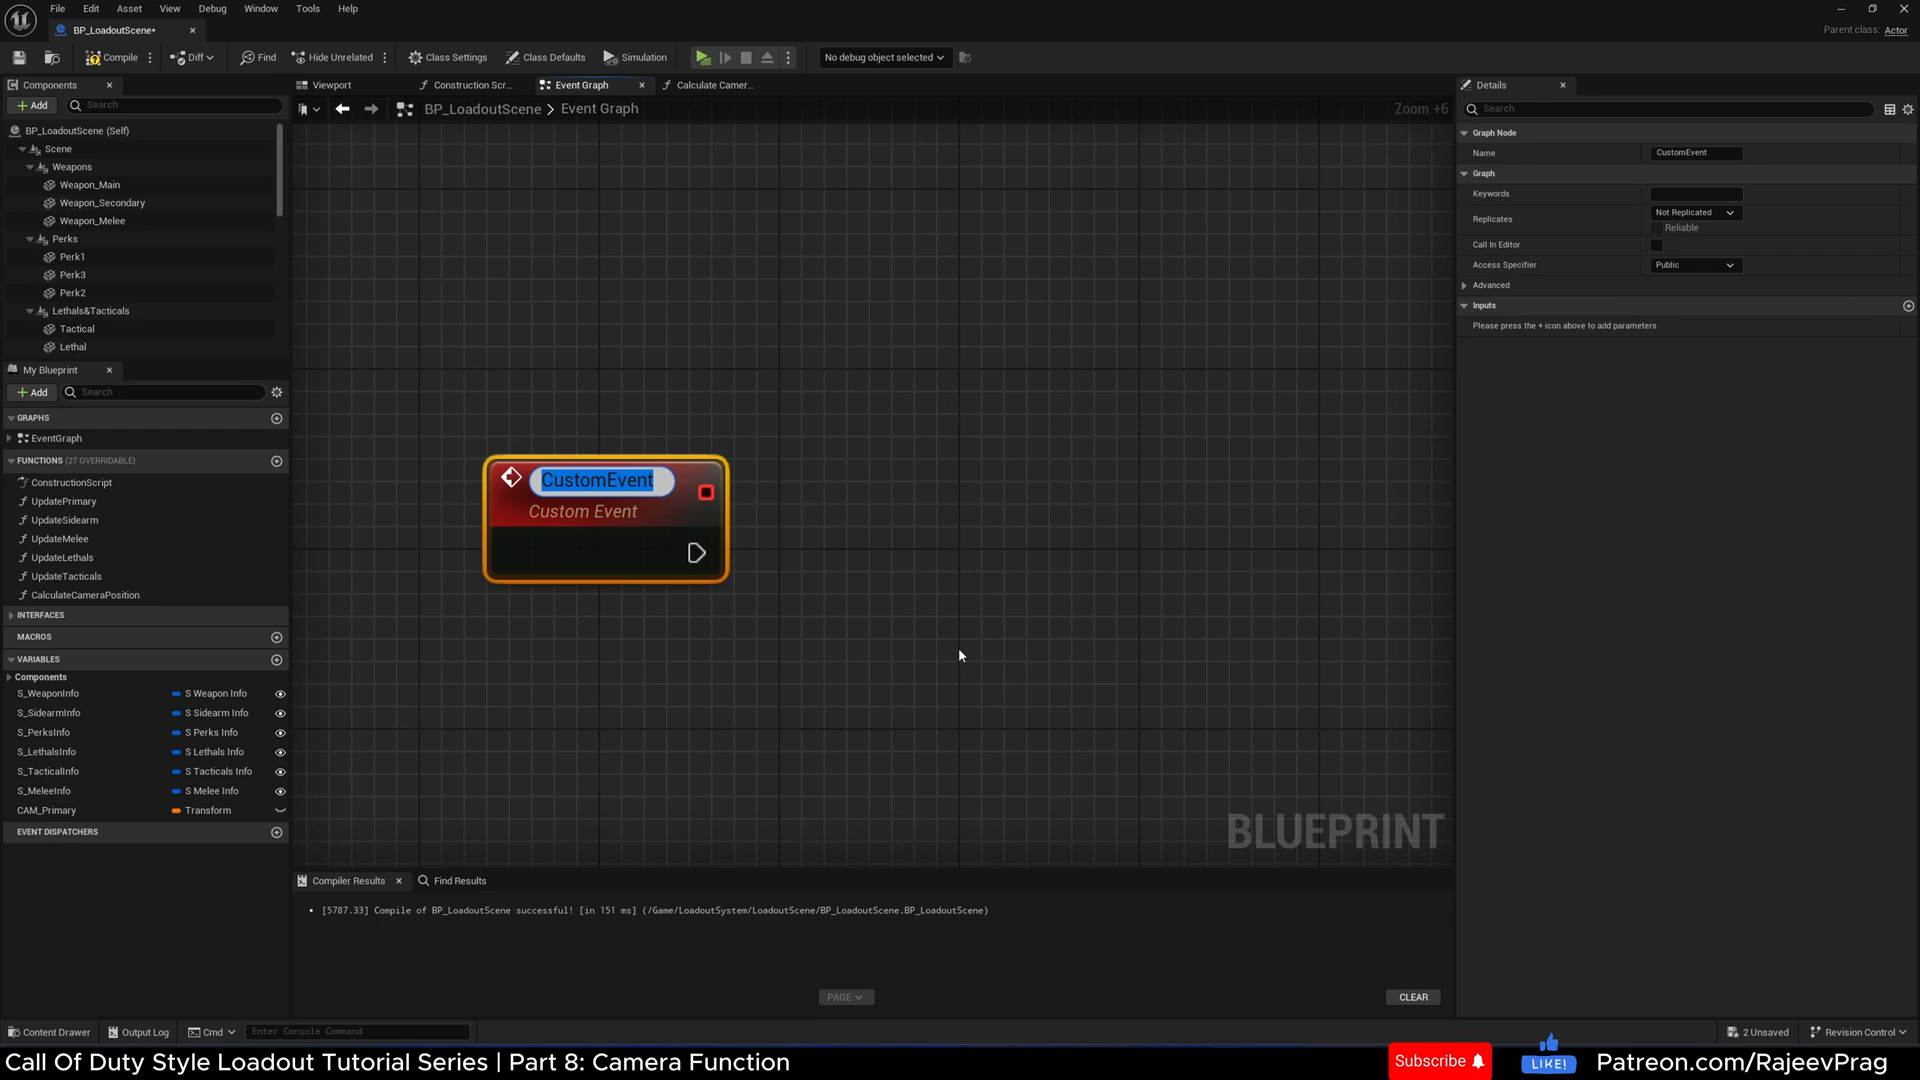 File Edit Asset View Debug Window Tools Help
BP_LoadoutScene*
Parent class: Actor
Compile Diff Find Hide Unrelated Class Settings Class Defaults Simulation No debug object selected
Components
Add Search
BP_LoadoutScene (Self)
Scene
Weapons
Weapon_Main
Weapon_Secondary
Weapon_Melee
Perks
Perk1
Perk3
Perk2
Lethals&Tacticals
Tactical
Lethal
My Blueprint
Add Search
GRAPHS
EventGraph
FUNCTIONS (27 OVERRIDABLE)
ConstructionScript
UpdatePrimary
UpdateSidearm
UpdateMelee
UpdateLethals
UpdateTacticals
CalculateCameraPosition
INTERFACES
MACROS
VARIABLES
Components
S_WeaponInfo S Weapon Info
S_SidearmInfo S Sidearm Info
S_PerksInfo S Perks Info
S_LethalsInfo S Lethals Info
S_TacticalInfo S Tacticals Info
S_MeleeInfo S Melee Info
CAM_Primary Transform
EVENT DISPATCHERS
Viewport Construction Scr... Event Graph Calculate Camer...
BP_LoadoutScene > Event Graph Zoom +6
CustomEvent
Custom Event
BLUEPRINT
Compiler Results Find Results
[5787.33] Compile of BP_LoadoutScene successful! [in 151 ms] (/Game/LoadoutSystem/LoadoutScene/BP_LoadoutScene.BP_LoadoutScene)
PAGE CLEAR
Details
Search
Graph Node
Name CustomEvent
Graph
Keywords
Replicates Not Replicated
Reliable
Call In Editor
Access Specifier Public
Advanced
Inputs
Please press the + icon above to add parameters
Content Drawer Output Log Cmd Enter Console Command 2 Unsaved Revision Control
Call Of Duty Style Loadout Tutorial Series | Part 8: Camera Function Subscribe LIKE! Patreon.com/RajeevPrag